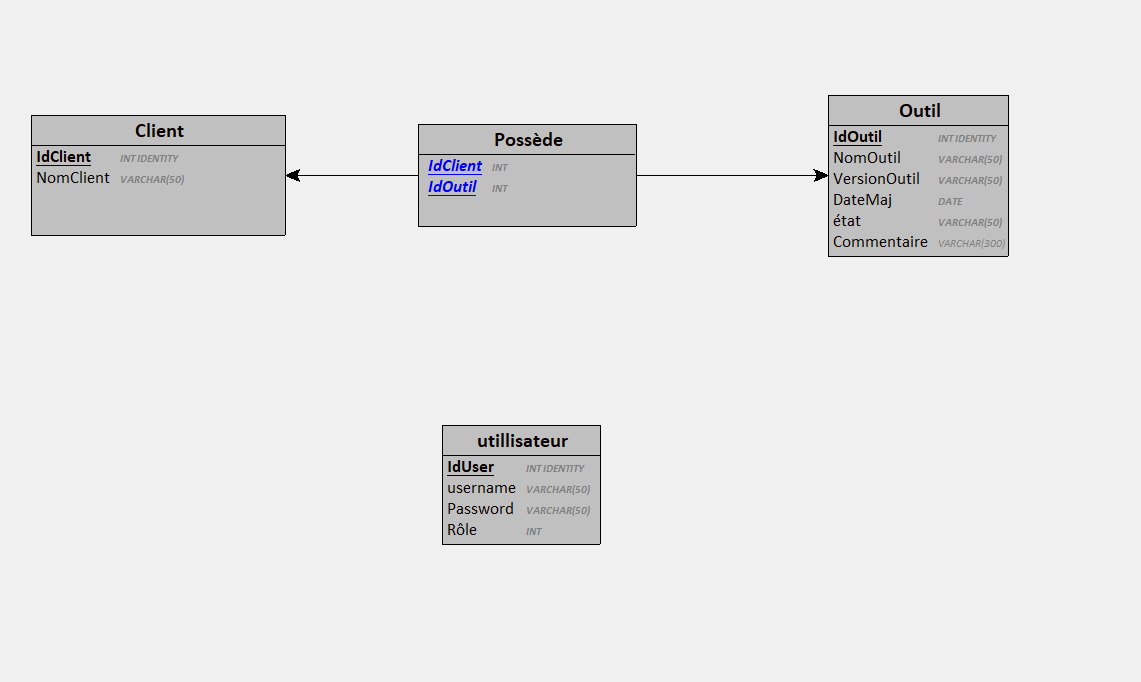 Client
IdClient INT IDENTITY
NomClient VARCHAR(50)
Possède
IdClient INT
IdOutil INT
Outil
IdOutil INT IDENTITY
NomOutil VARCHAR(50)
VersionOutil VARCHAR(50)
DateMaj DATE
état VARCHAR(50)
Commentaire VARCHAR(300)
utillisateur
IdUser INT IDENTITY
username VARCHAR(50)
Password VARCHAR(50)
Rôle INT